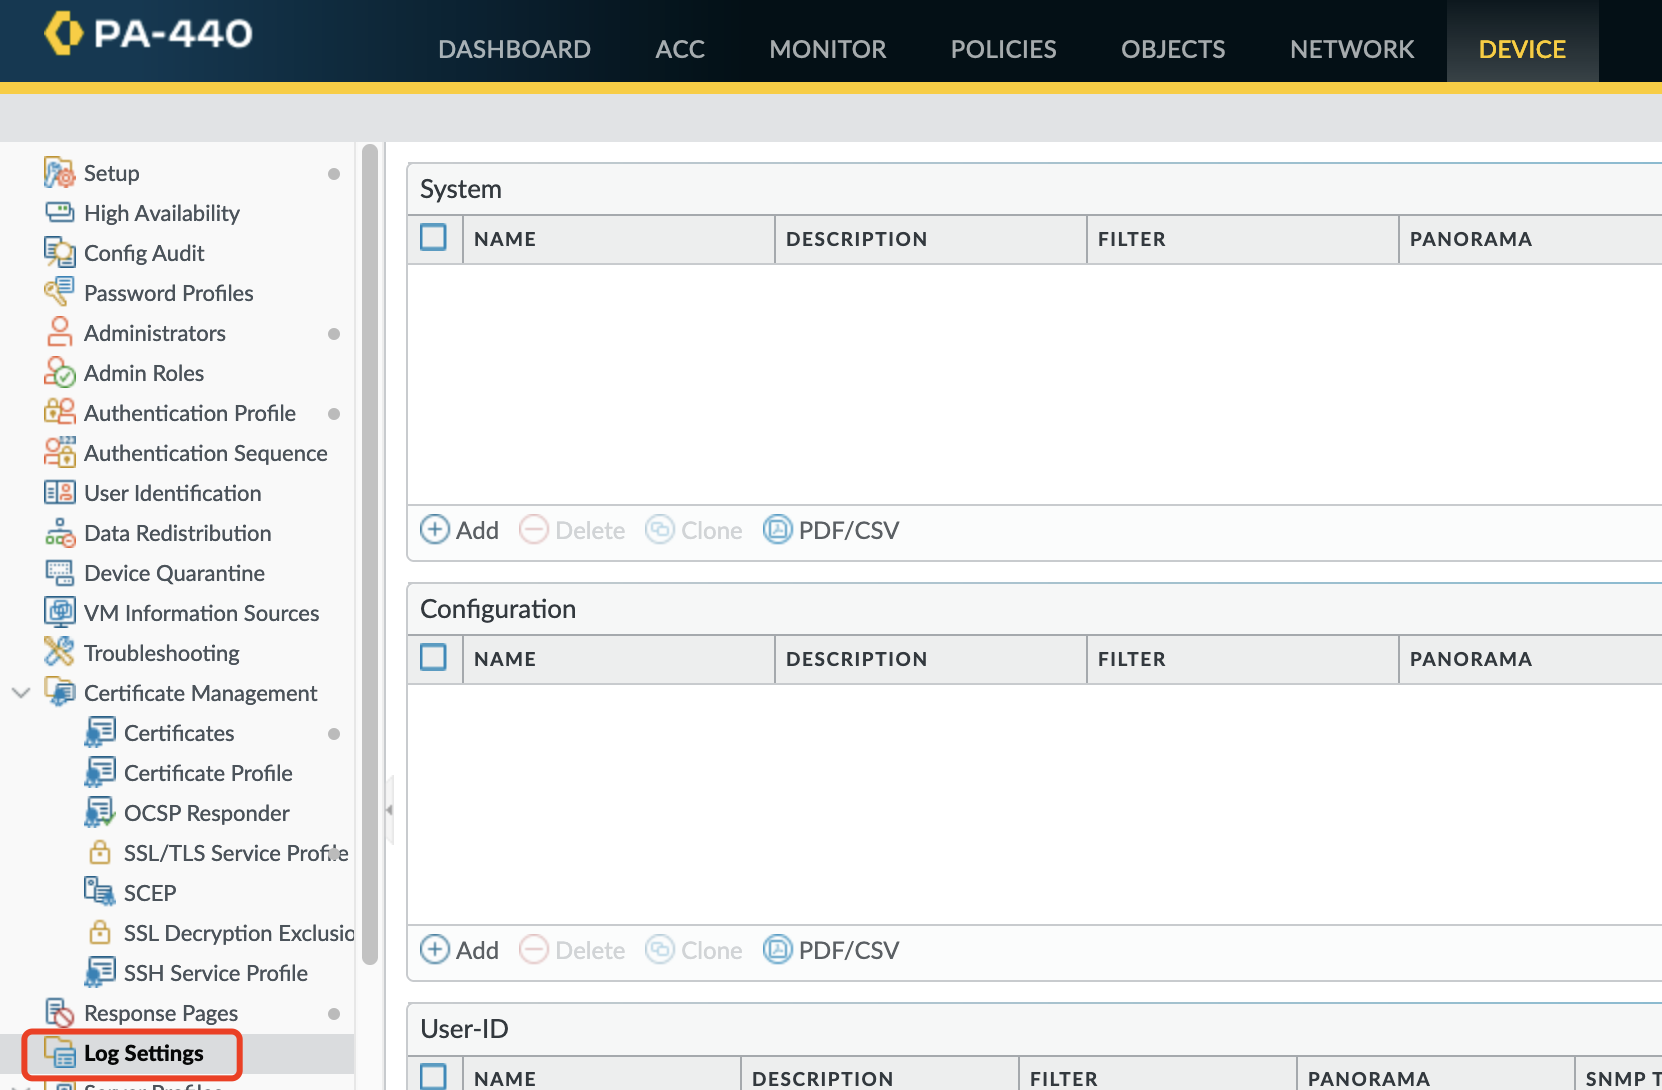 PA-440
DASHBOARD ACC MONITOR POLICIES OBJECTS NETWORK DEVICE
Setup
High Availability
Config Audit
Password Profiles
Administrators
Admin Roles
Authentication Profile
Authentication Sequence
User Identification
Data Redistribution
Device Quarantine
VM Information Sources
Troubleshooting
Certificate Management
Certificates
Certificate Profile
OCSP Responder
SSL/TLS Service Profile
SCEP
SSL Decryption Exclusio
SSH Service Profile
Response Pages
Log Settings
Server Profiles
System
NAME DESCRIPTION FILTER PANORAMA
Add Delete Clone PDF/CSV
Configuration
NAME DESCRIPTION FILTER PANORAMA
Add Delete Clone PDF/CSV
User-ID
NAME DESCRIPTION FILTER PANORAMA SNMP T